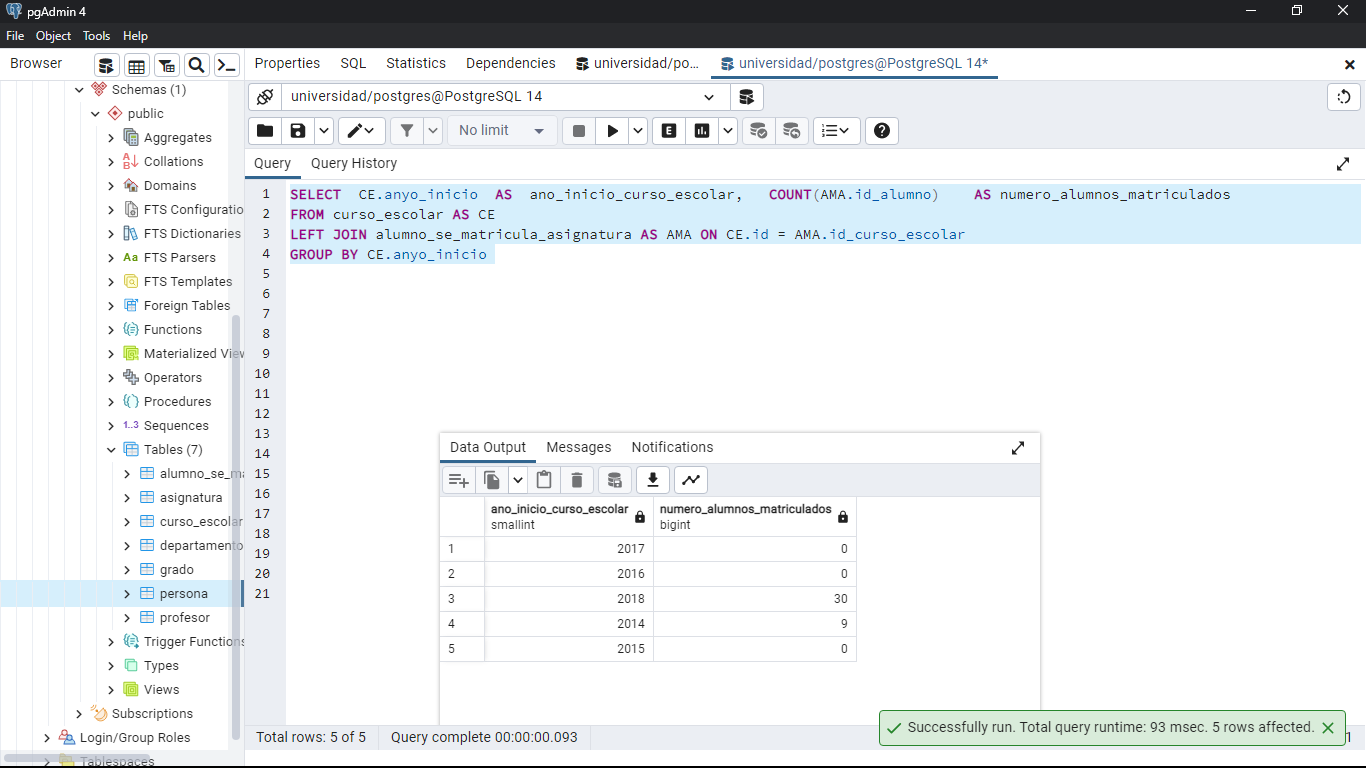 pgAdmin 4
File Object Tools Help
Browser
Properties SQL Statistics Dependencies universidad/po... universidad/postgres@PostgreSQL 14*
Schemas (1)
public
Aggregates
Collations
Domains
FTS Configuratio
FTS Dictionaries
FTS Parsers
FTS Templates
Foreign Tables
Functions
Materialized View
Operators
Procedures
1..3 Sequences
Tables (7)
alumno_se_ma
asignatura
curso_escolar
departamento
grado
persona
profesor
Trigger Functions
Types
Views
Subscriptions
Login/Group Roles
Tablespaces
universidad/postgres@PostgreSQL 14
No limit
Query Query History
1 SELECT CE.anyo_inicio AS ano_inicio_curso_escolar, COUNT(AMA.id_alumno) AS numero_alumnos_matriculados
2 FROM curso_escolar AS CE
3 LEFT JOIN alumno_se_matricula_asignatura AS AMA ON CE.id = AMA.id_curso_escolar
4 GROUP BY CE.anyo_inicio
5
6
7
8
9
10
11
12
13
14
15
16
17
18
19
20
21
Data Output Messages Notifications
ano_inicio_curso_escolar numero_alumnos_matriculados
smallint bigint
1 2017 0
2 2016 0
3 2018 30
4 2014 9
5 2015 0
Successfully run. Total query runtime: 93 msec. 5 rows affected.
Total rows: 5 of 5 Query complete 00:00:00.093